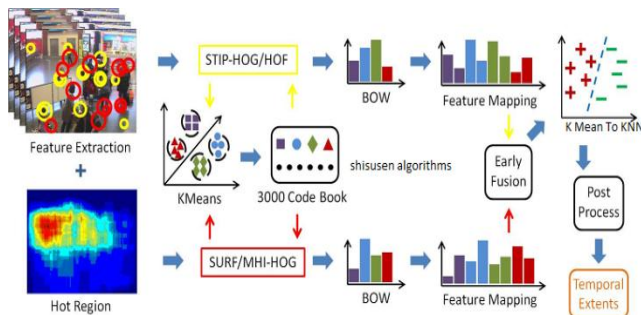 STIP-HOG/HOF
BOW
Feature Mapping
K Mean To KNN
Feature Extraction
+
KMeans
3000 Code Book
shisusen algorithms
Early
Fusion
Post
Process
Hot Region
SURF/MHI-HOG
BOW
Feature Mapping
Temporal
Extents